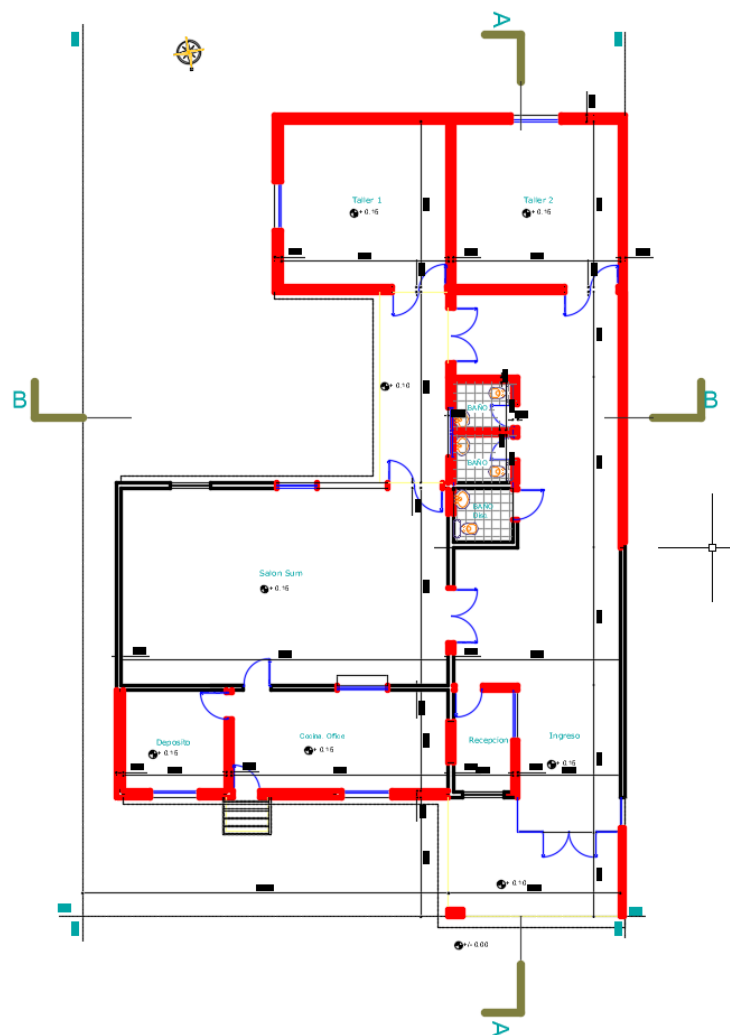 A
Taller 1
+ 0.16
Taller 2
+ 0.16
B
+ 0.10
B
BAÑO
BAÑO
BAÑO
Disc
Salon Sum
+ 0.16
Deposito
+ 0.16
Cocina Office
+ 0.16
Recepcion
Ingreso
+ 0.16
+ 0.10
+/- 0.00
A